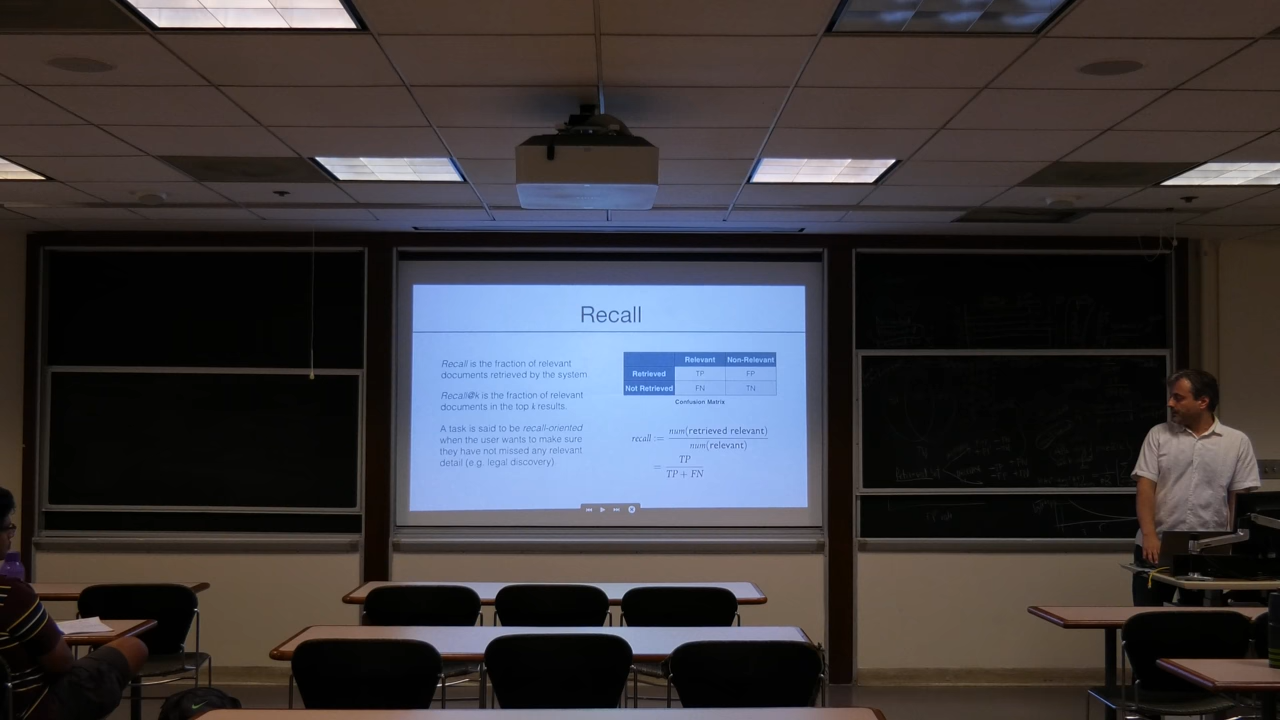 Recall
Recall is the fraction of relevant
documents retrieved by the system.
Recall@k is the fraction of relevant
documents in the top k results.
A task is said to be recall-oriented
when the user wants to make sure
they have not missed any relevant
detail (e.g. legal discovery)
Relevant Non-Relevant
Retrieved TP FP
Not Retrieved FN TN
Confusion Matrix
recall := num(retrieved relevant) / num(relevant)
= TP / TP + FN